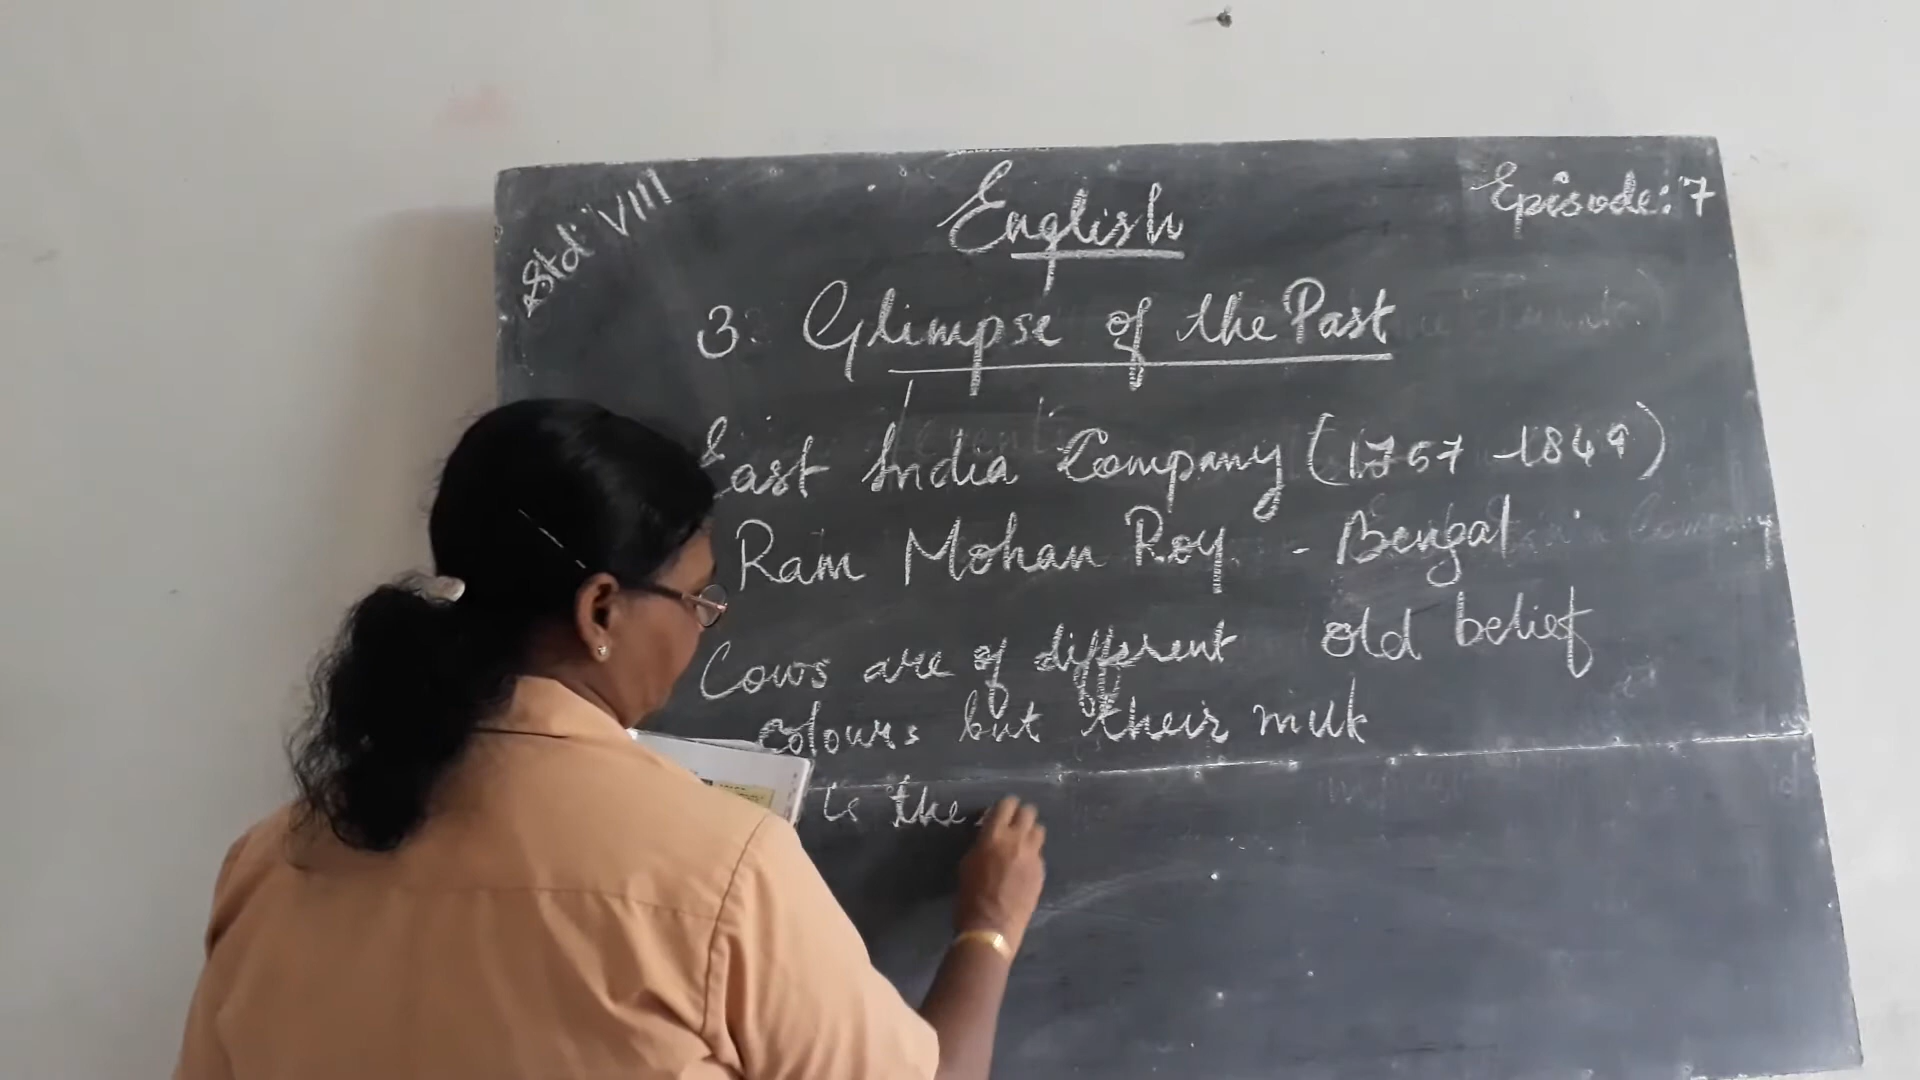 Std: VIII
English
Episode: 7
3. Glimpse of the Past
East India Company (1757-1849)
Ram Mohan Roy - Bengal
Cows are of different old belief
colours but their milk
is the